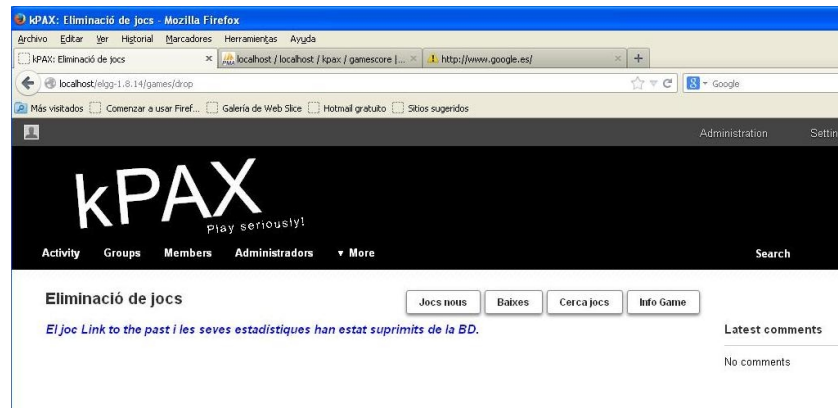 kPAX: Eliminació de jocs - Mozilla Firefox
Archivo Editar Ver Historial Marcadores Herramientas Ayuda
kPAX: Eliminació de jocs × localhost / localhost / kpax / gamescore |... × http://www.google.es/ × +
localhost/elgg-1.8.14/games/drop Google
Más visitados Comenzar a usar Firef... Galería de Web Slice Hotmail gratuito Sitios sugeridos
Administration Settin
kPAX
Play seriously!
Activity Groups Members Administradors ▼ More Search
Eliminació de jocs Jocs nous Baixes Cerca jocs Info Game
El joc Link to the past i les seves estadístiques han estat suprimits de la BD.
Latest comments
No comments